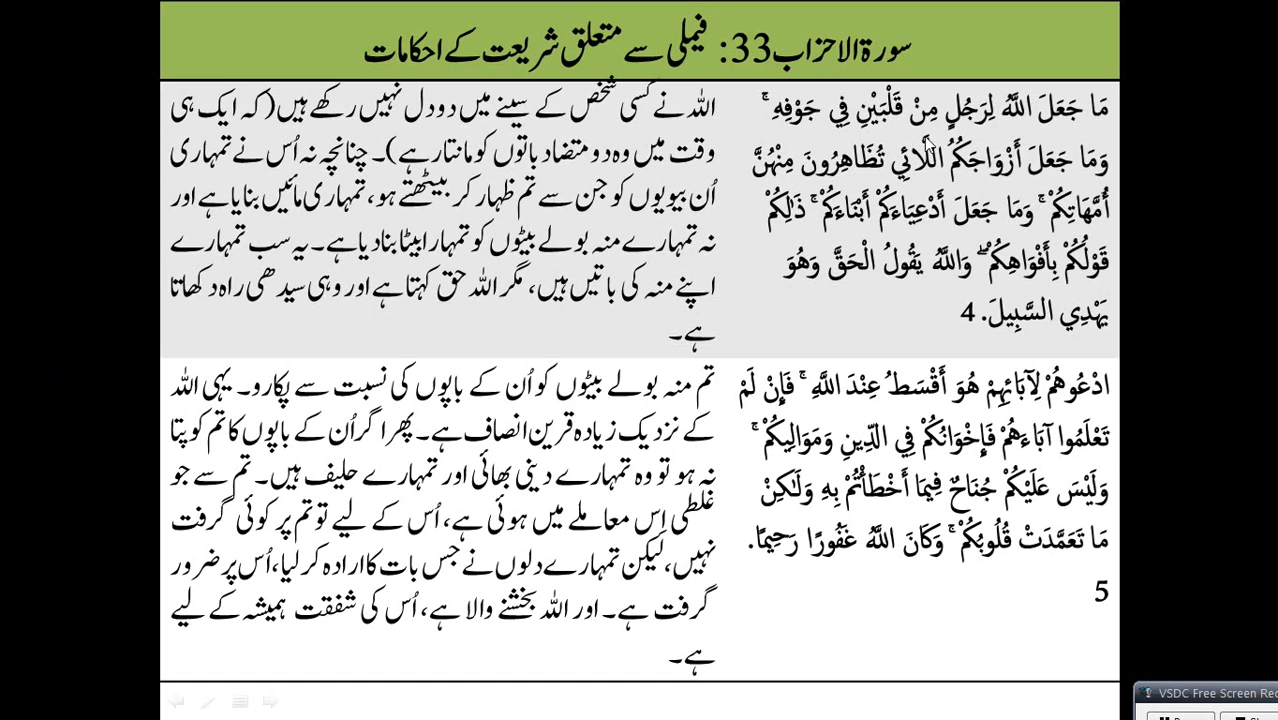 سورۃ الاحزاب 33: فیملی سے متعلق شریعت کے احکامات
مَا جَعَلَ اللَّهُ لِرَجُلٍ مِنْ قَلْبَيْنِ فِي جَوْفِهِ ۚ
وَمَا جَعَلَ أَزْوَاجَكُمُ اللَّائِي تُظَاهِرُونَ مِنْهُنَّ
أُمَّهَاتِكُمْ ۚ وَمَا جَعَلَ أَدْعِيَاءَكُمْ أَبْنَاءَكُمْ ۚ ذَٰلِكُمْ
قَوْلُكُمْ بِأَفْوَاهِكُمْ ۖ وَاللَّهُ يَقُولُ الْحَقَّ وَهُوَ
يَهْدِي السَّبِيلَ. 4
اللہ نے کسی شخص کے سینے میں دو دل نہیں رکھے ہیں(کہ ایک ہی
وقت میں وہ دو متضاد باتوں کو مانتا رہے)۔ چنانچہ نہ اُس نے تمہاری
اُن بیویوں کو جن سے تم ظہار کر بیٹھتے ہو، تمہاری مائیں بنایا ہے اور
نہ تمہارے منہ بولے بیٹوں کو تمہارا بیٹا بنا دیا ہے۔ یہ سب تمہارے
اپنے منہ کی باتیں ہیں، مگر اللہ حق کہتا ہے اور وہی سیدھی راہ دکھاتا
ہے۔
ادْعُوهُمْ لِآبَائِهِمْ هُوَ أَقْسَطُ عِنْدَ اللَّهِ ۚ فَإِنْ لَمْ
تَعْلَمُوا آبَاءَهُمْ فَإِخْوَانُكُمْ فِي الدِّينِ وَمَوَالِيكُمْ ۚ
وَلَيْسَ عَلَيْكُمْ جُنَاحٌ فِيمَا أَخْطَأْتُمْ بِهِ وَلَٰكِنْ
مَا تَعَمَّدَتْ قُلُوبُكُمْ ۚ وَكَانَ اللَّهُ غَفُورًا رَحِيمًا.
5
تم منہ بولے بیٹوں کو اُن کے باپوں کی نسبت سے پکارو۔ یہی اللہ
کے نزدیک زیادہ قرین انصاف ہے۔ پھر اگر اُن کے باپوں کا تم کو پتا
نہ ہو تو وہ تمہارے دینی بھائی اور تمہارے حلیف ہیں۔ تم سے جو
غلطی اِس معاملے میں ہوئی ہے، اُس کے لیے تو تم پر کوئی گرفت
نہیں، لیکن تمہارے دلوں نے جس بات کا ارادہ کر لیا، اُس پر ضرور
گرفت ہے۔ اور اللہ بخشنے والا ہے، اُس کی شفقت ہمیشہ کے لیے
ہے۔
VSDC Free Screen Rec